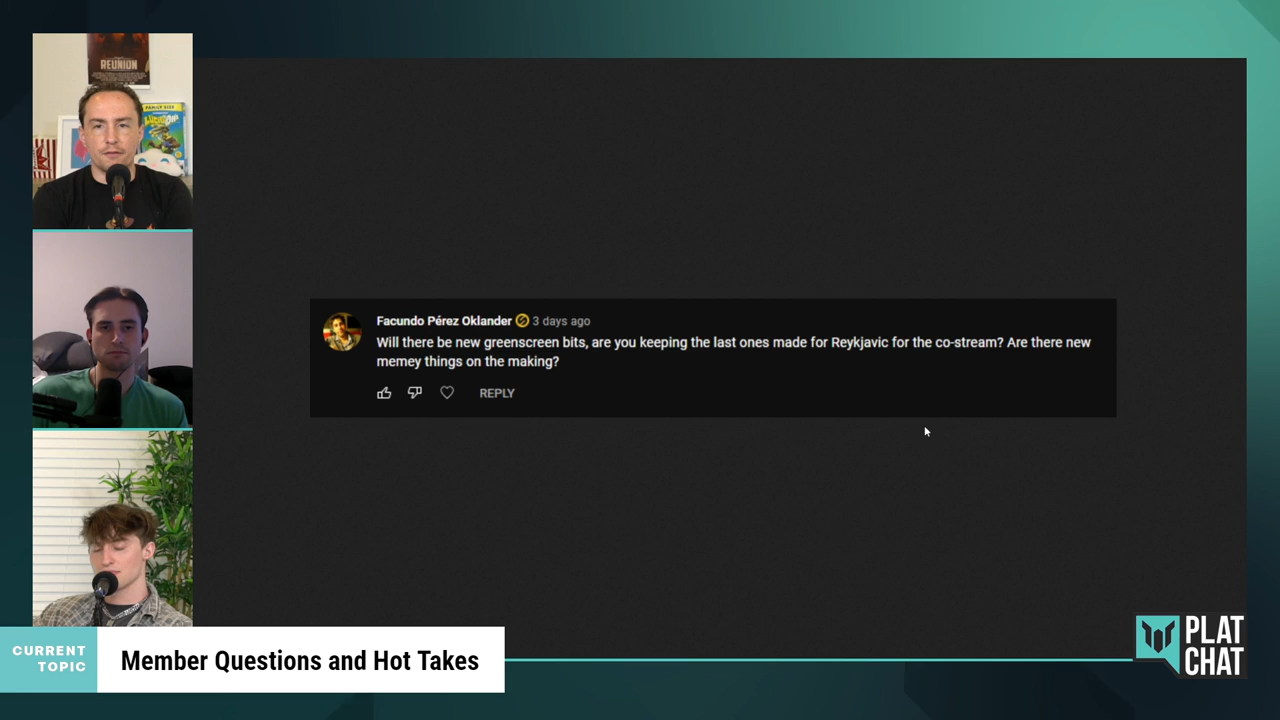 REUNION
FAMILY SIZE
Facundo Pérez Oklander 3 days ago
Will there be new greenscreen bits, are you keeping the last ones made for Reykjavic for the co-stream? Are there new
memey things on the making?
REPLY
CURRENT
TOPIC
Member Questions and Hot Takes
PLAT
CHAT